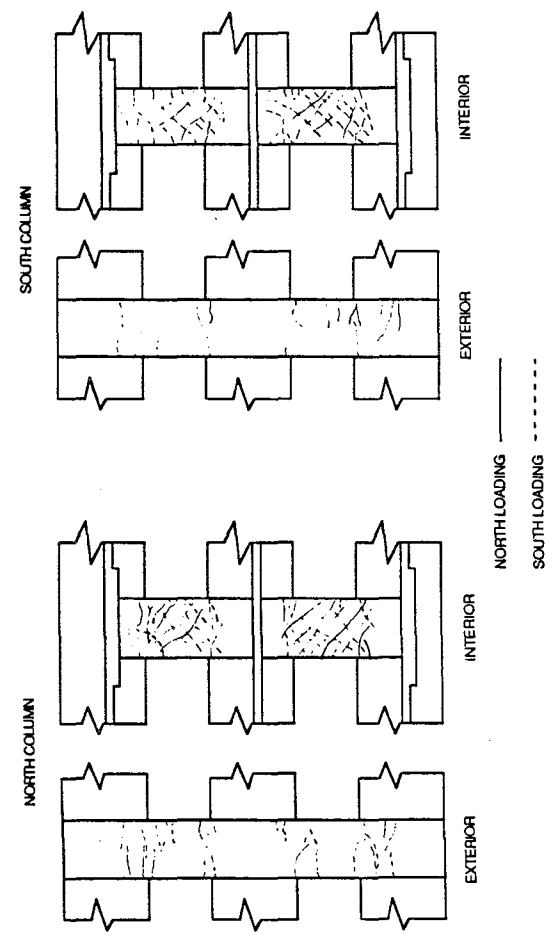 NORTH COLUMN
SOUTH COLUMN
EXTERIOR
INTERIOR
EXTERIOR
INTERIOR
NORTH LOADING
SOUTH LOADING